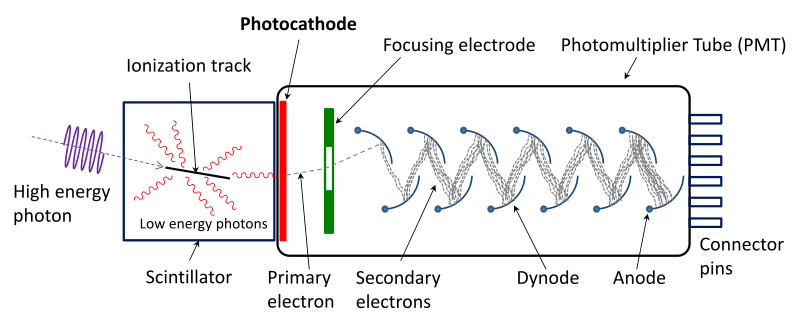 Photocathode
Focusing electrode
Photomultiplier Tube (PMT)
Ionization track
High energy
photon
Low energy photons
Scintillator
Primary
electron
Secondary
electrons
Dynode
Anode
Connector
pins